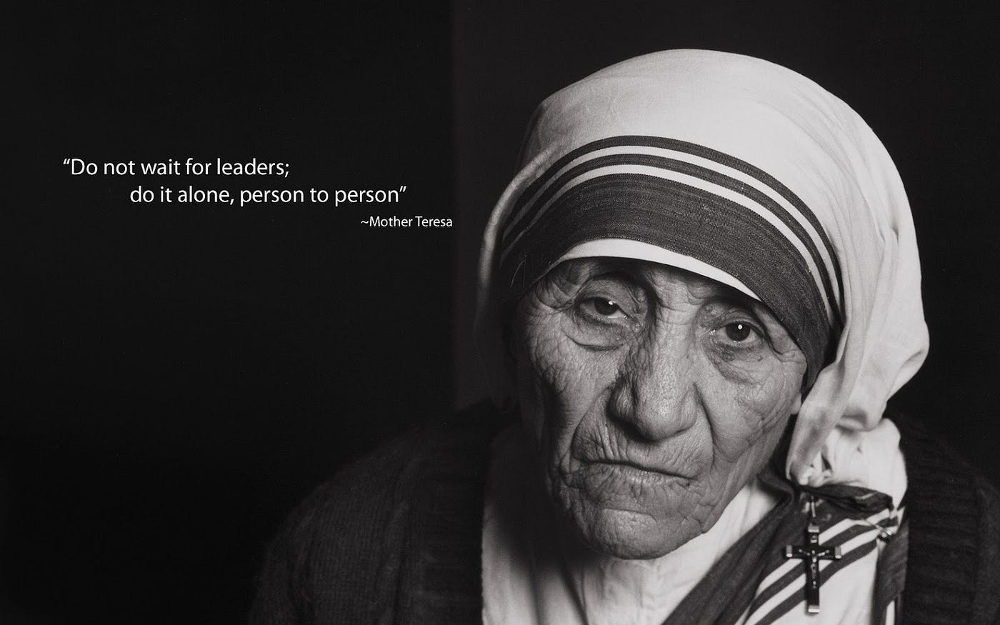 “Do not wait for leaders;
do it alone, person to person”
~Mother Teresa